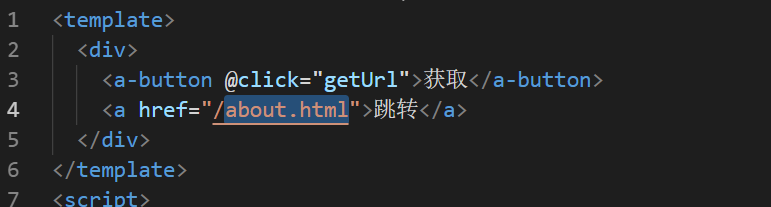 1 <template>
2 <div>
3 <a-button @click="getUrl">获取</a-button>
4 <a href="/about.html">跳转</a>
5 </div>
6 </template>
7 <script>